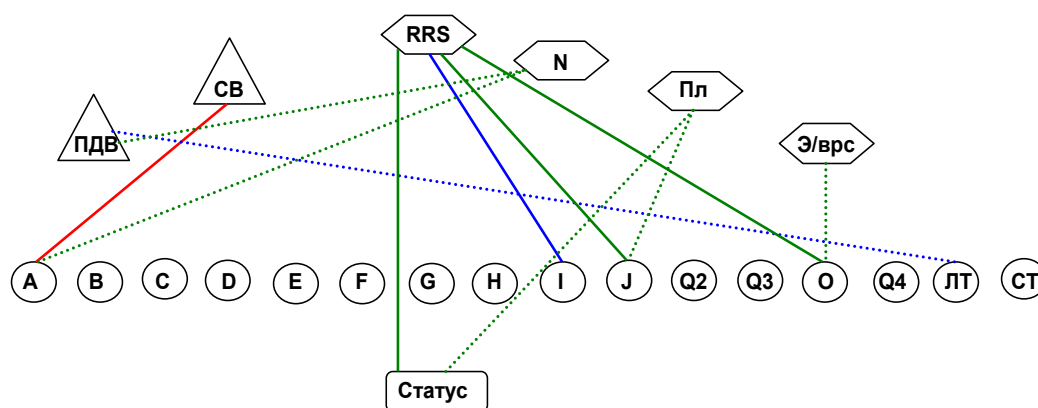 RRS
N
СВ
Пл
ПДВ
Э/врс
A B C D E F G H I J Q2 Q3 O Q4 ЛТ СТ
Статус